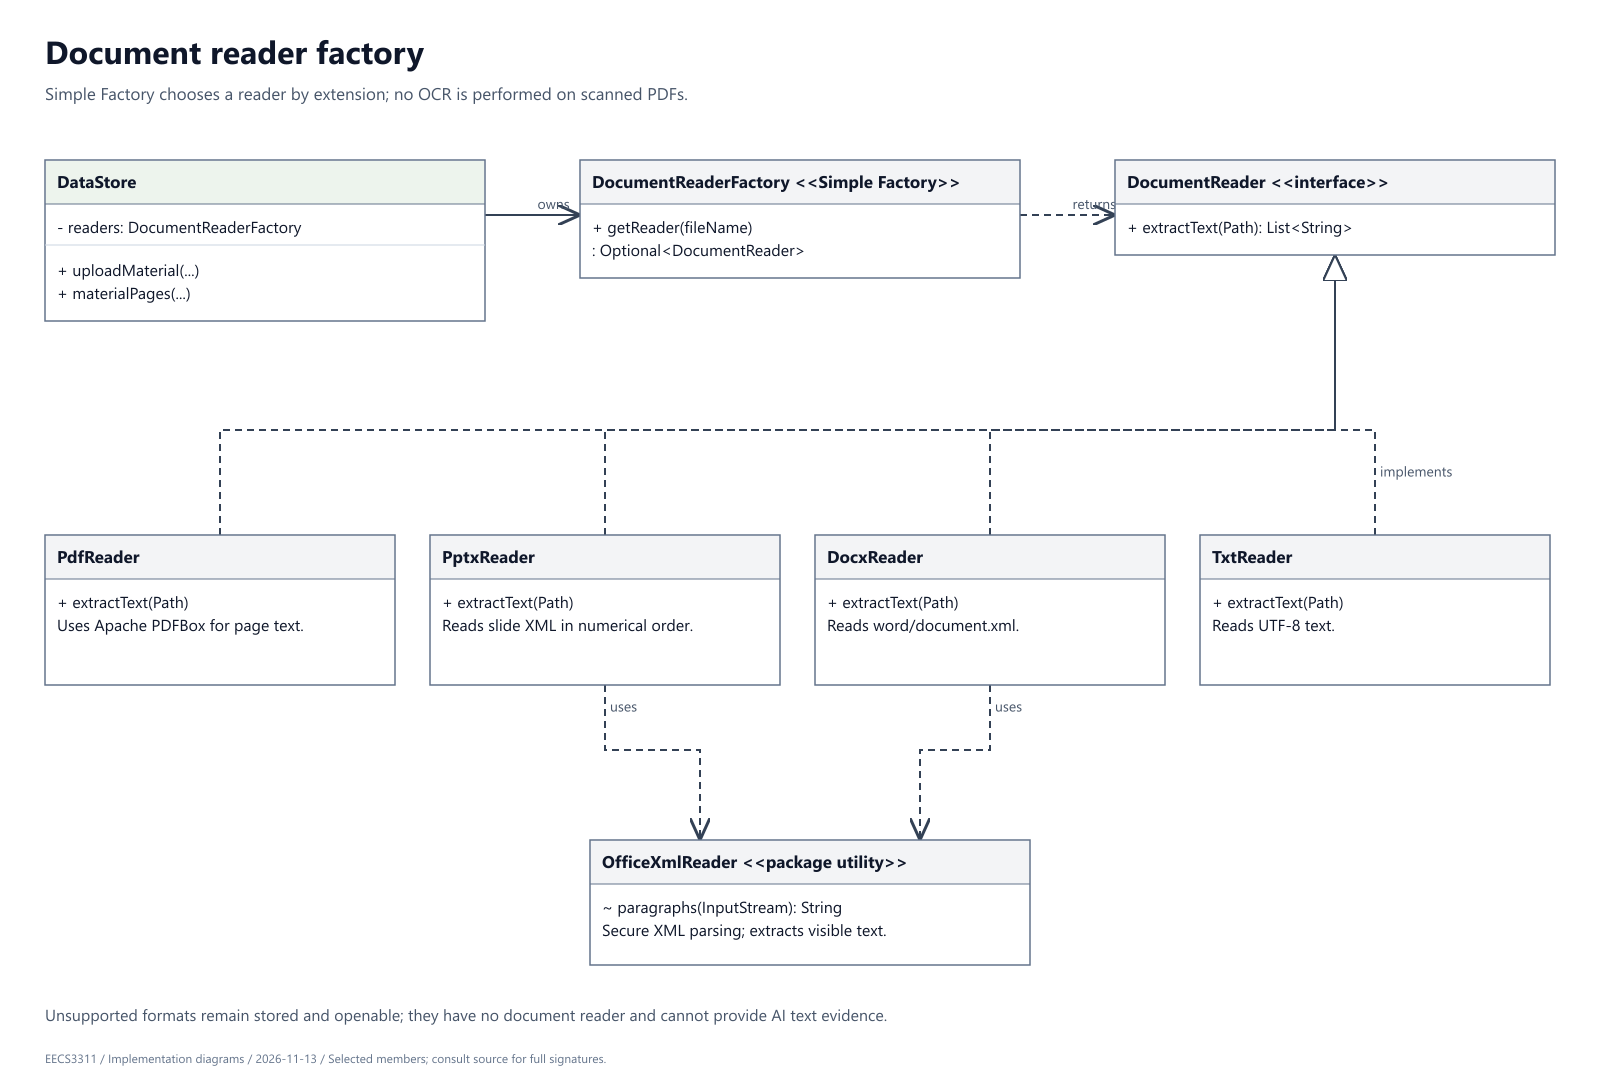 Document reader factory
Simple Factory chooses a reader by extension; no OCR is performed on scanned PDFs.
DataStore
- readers: DocumentReaderFactory
+ uploadMaterial(...)
+ materialPages(...)
owns
DocumentReaderFactory <<Simple Factory>>
+ getReader(fileName)
: Optional<DocumentReader>
returns
DocumentReader <<interface>>
+ extractText(Path): List<String>
implements
PdfReader
+ extractText(Path)
Uses Apache PDFBox for page text.
PptxReader
+ extractText(Path)
Reads slide XML in numerical order.
DocxReader
+ extractText(Path)
Reads word/document.xml.
TxtReader
+ extractText(Path)
Reads UTF-8 text.
uses
uses
OfficeXmlReader <<package utility>>
~ paragraphs(InputStream): String
Secure XML parsing; extracts visible text.
Unsupported formats remain stored and openable; they have no document reader and cannot provide AI text evidence.
EECS3311 / Implementation diagrams / 2026-11-13 / Selected members; consult source for full signatures.